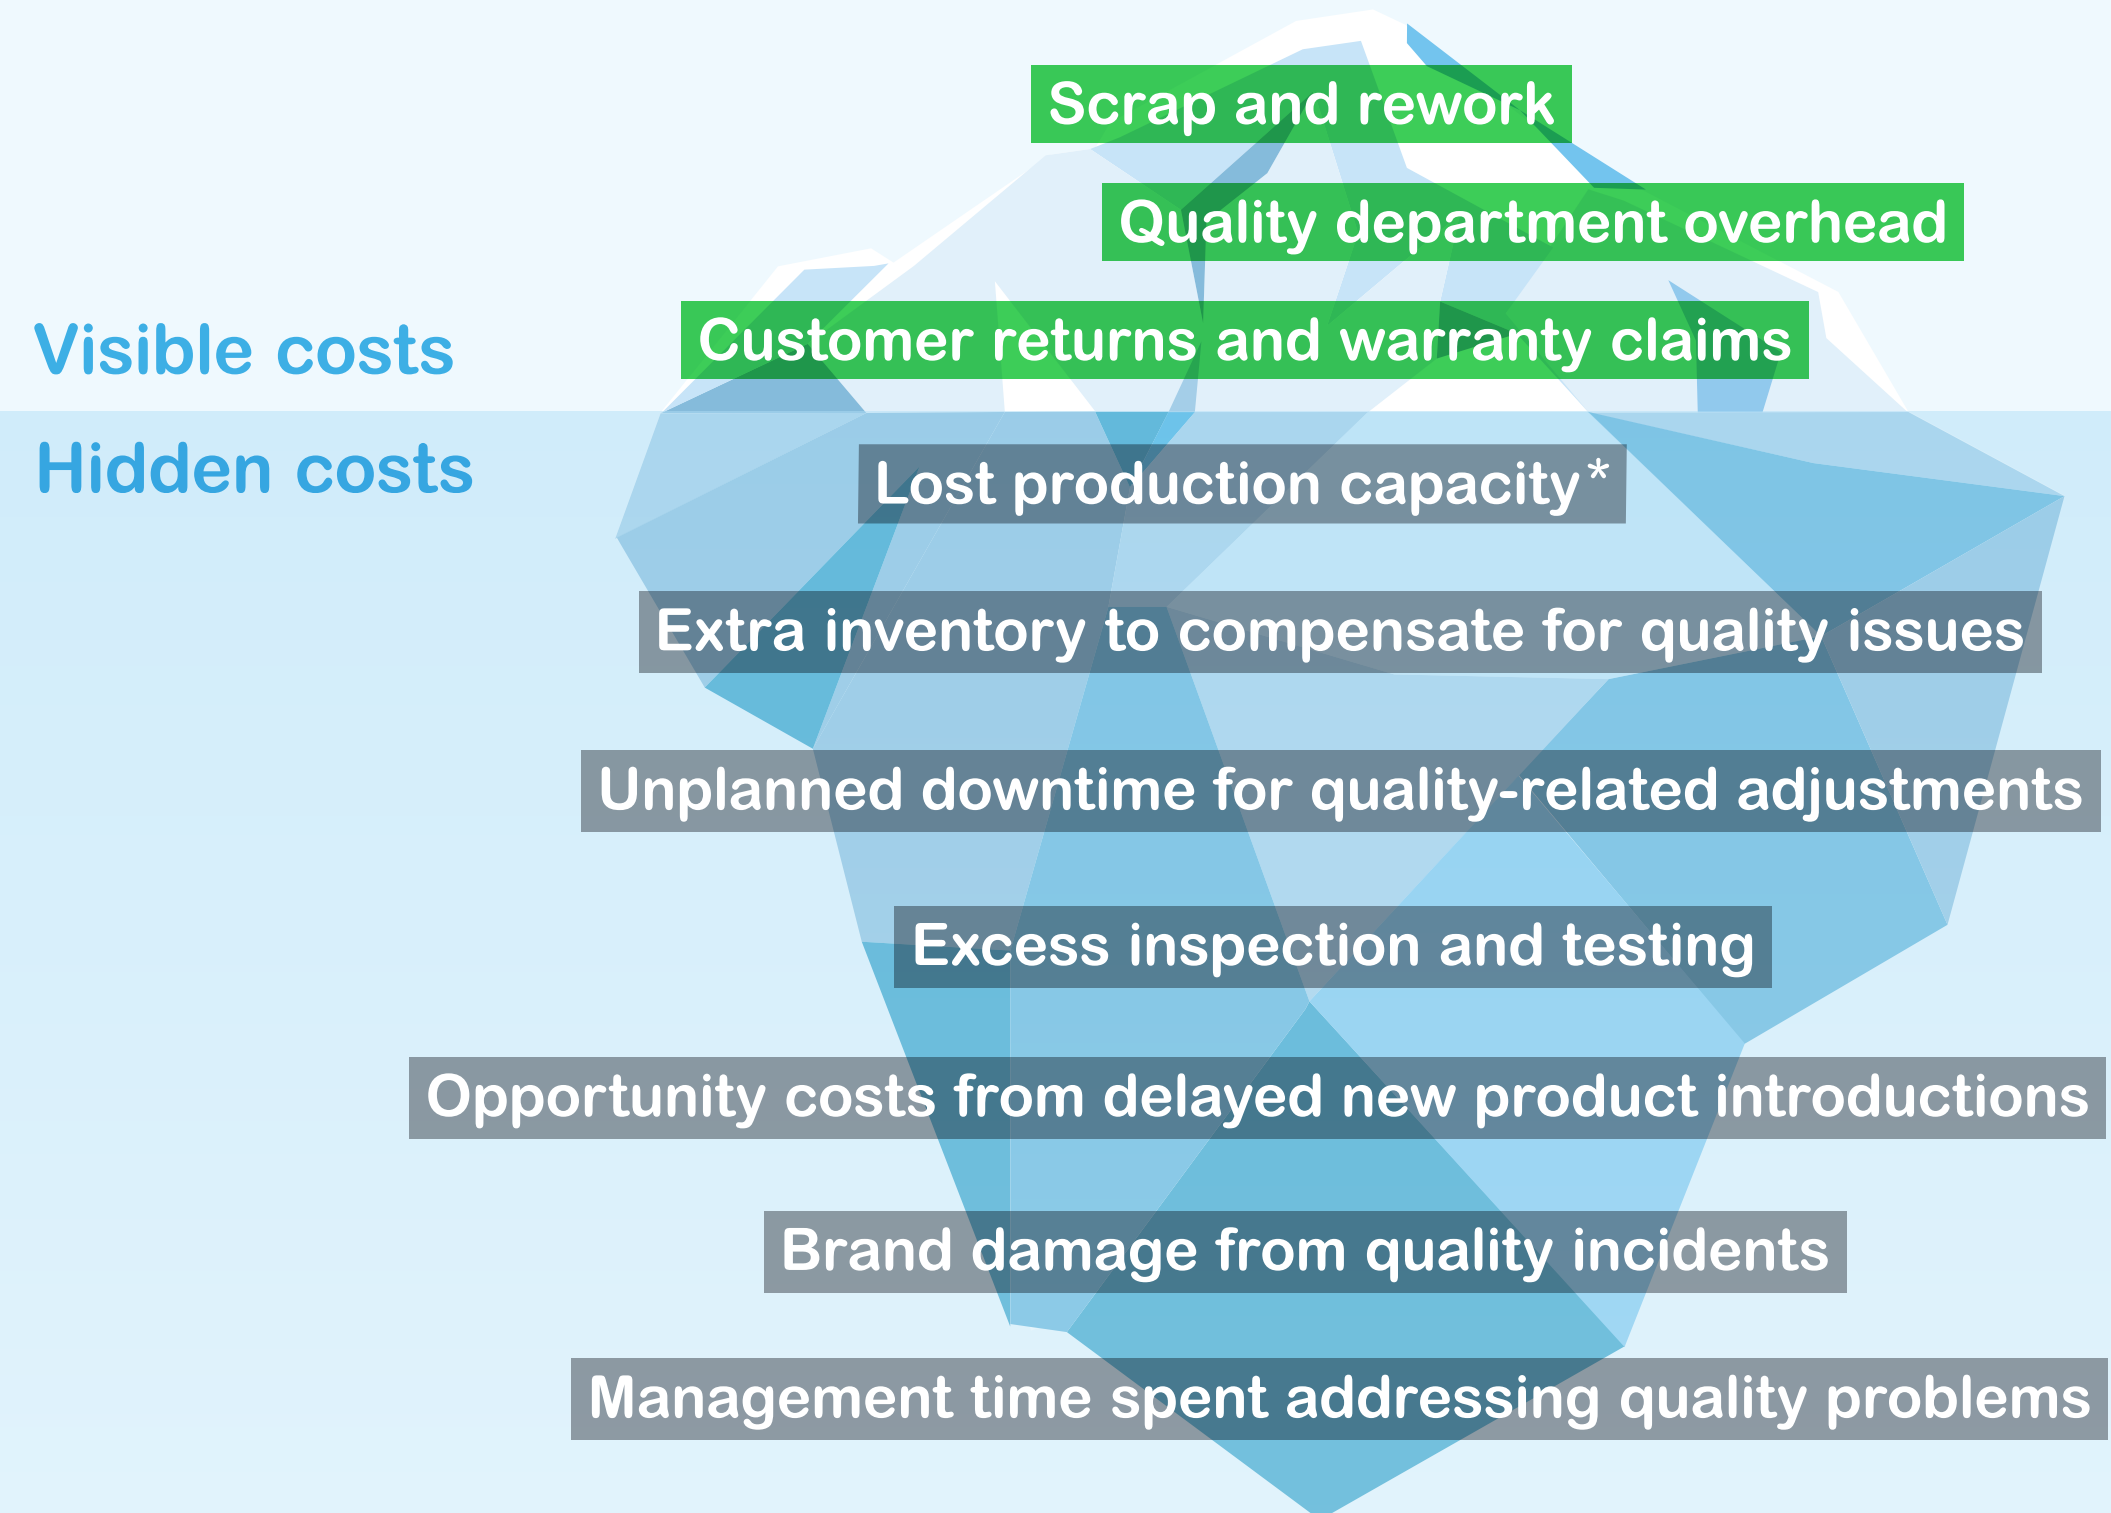 Scrap and rework
Quality department overhead
Customer returns and warranty claims
Visible costs
Hidden costs
Lost production capacity*
Extra inventory to compensate for quality issues
Unplanned downtime for quality-related adjustments
Excess inspection and testing
Opportunity costs from delayed new product introductions
Brand damage from quality incidents
Management time spent addressing quality problems